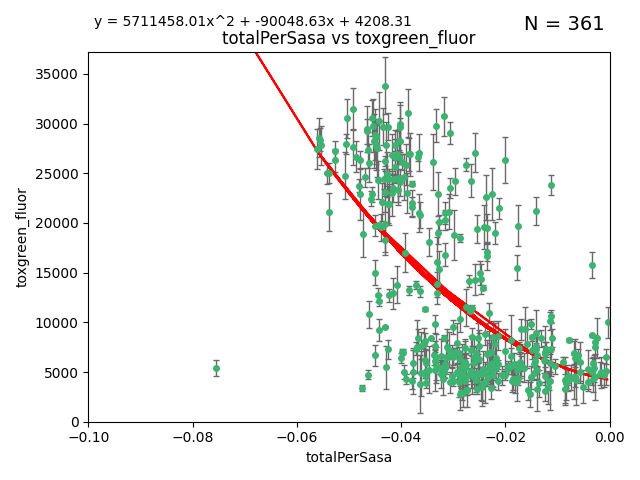 y = 5711458.01x^2 + -90048.63x + 4208.31
N = 361
totalPerSasa vs toxgreen_fluor
35000
30000
25000
20000
15000
10000
5000
0
toxgreen_fluor
−0.10 −0.08 −0.06 −0.04 −0.02 0.00
totalPerSasa